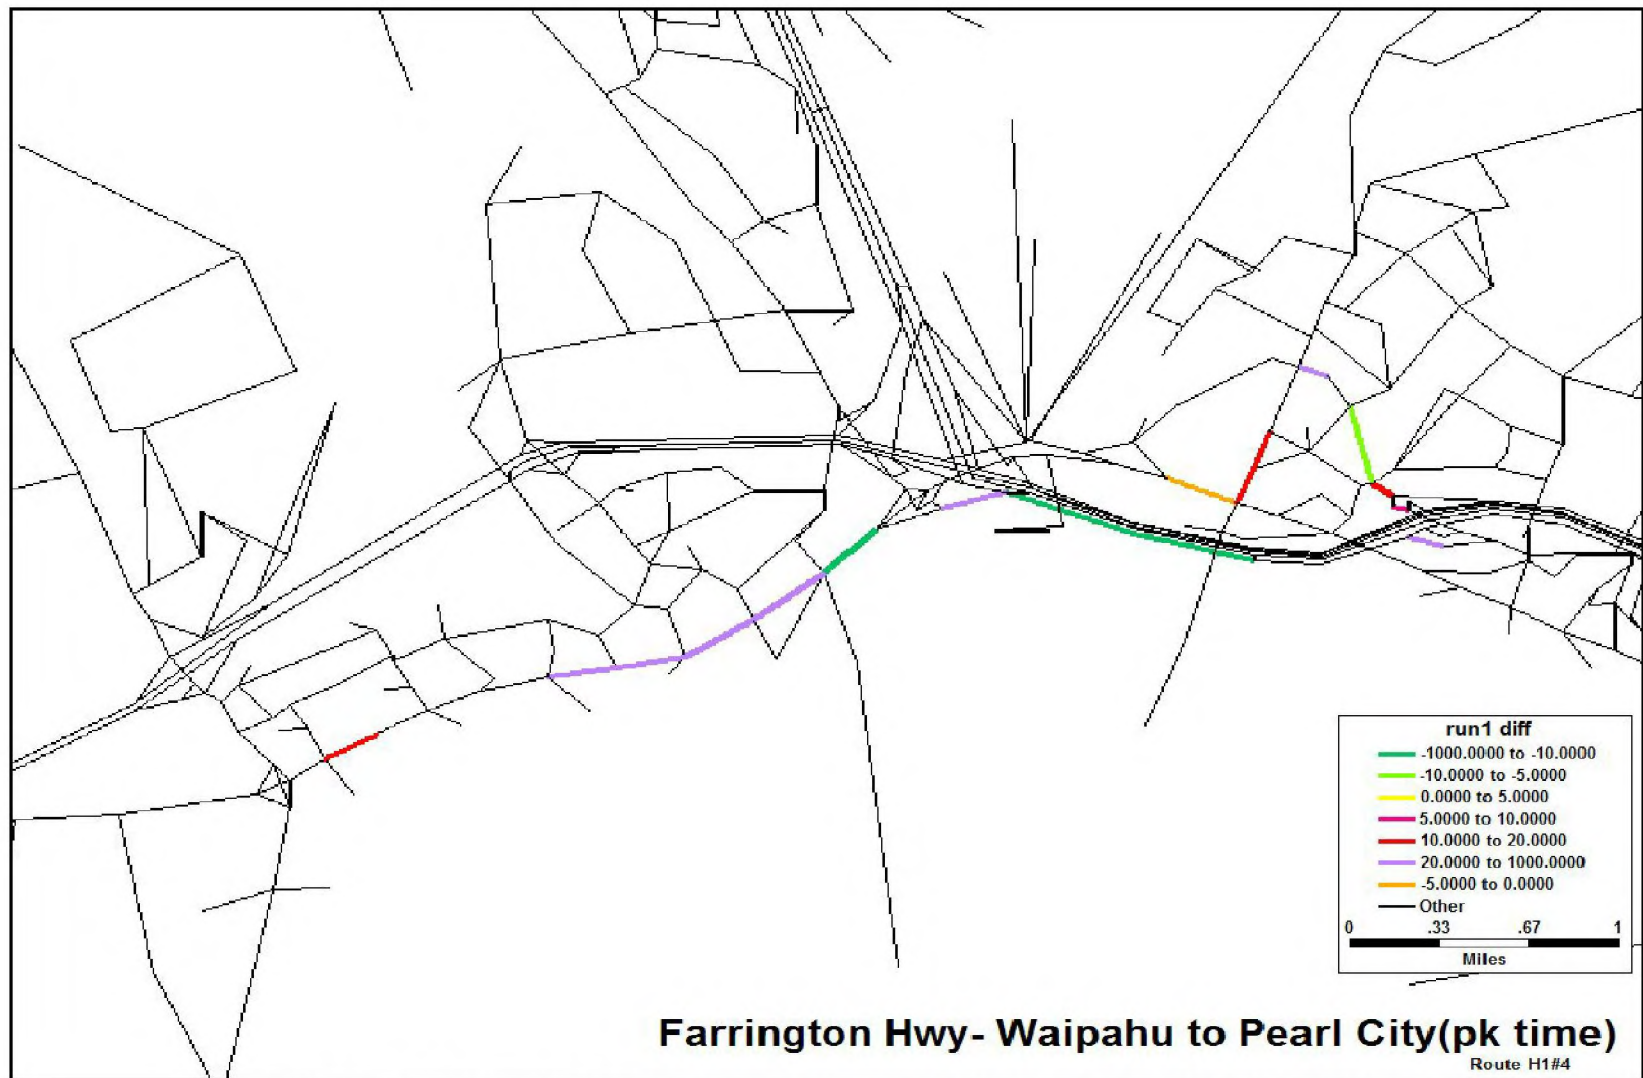 run1 diff
-1000.0000 to -10.0000
-10.0000 to -5.0000
0.0000 to 5.0000
5.0000 to 10.0000
10.0000 to 20.0000
20.0000 to 1000.0000
-5.0000 to 0.0000
Other
0 .33 .67 1
Miles
Farrington Hwy- Waipahu to Pearl City(pk time)
Route H1#4